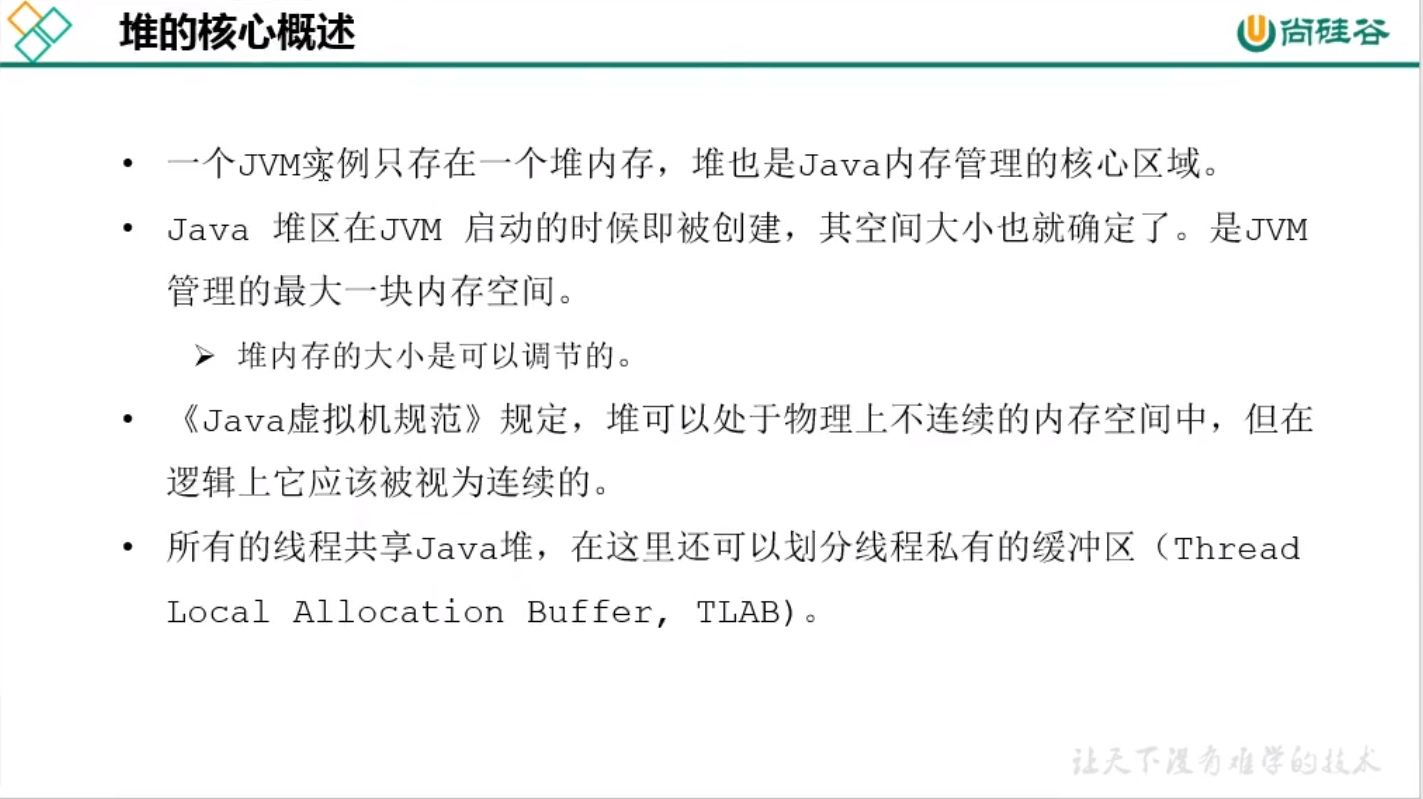 堆的核心概述
尚硅谷
• 一个JVM实例只存在一个堆内存，堆也是Java内存管理的核心区域。
• Java 堆区在JVM 启动的时候即被创建，其空间大小也就确定了。是JVM
管理的最大一块内存空间。
➢ 堆内存的大小是可以调节的。
• 《Java虚拟机规范》规定，堆可以处于物理上不连续的内存空间中，但在
逻辑上它应该被视为连续的。
• 所有的线程共享Java堆，在这里还可以划分线程私有的缓冲区（Thread
Local Allocation Buffer, TLAB)。
让天下没有难学的技术